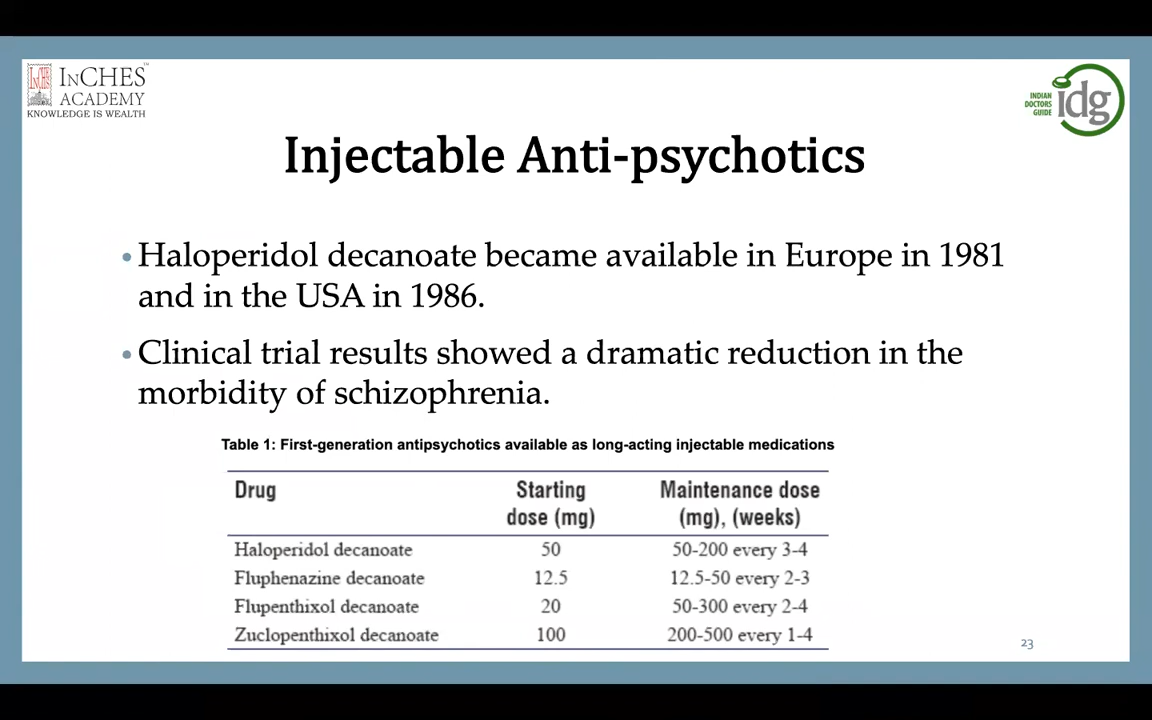 InCHES
ACADEMY
KNOWLEDGE IS WEALTH
INDIAN
DOCTORS
GUIDE
idg
Injectable Anti-psychotics
• Haloperidol decanoate became available in Europe in 1981
and in the USA in 1986.
• Clinical trial results showed a dramatic reduction in the
morbidity of schizophrenia.
Table 1: First-generation antipsychotics available as long-acting injectable medications
Drug Starting Maintenance dose
dose (mg) (mg), (weeks)
Haloperidol decanoate 50 50-200 every 3-4
Fluphenazine decanoate 12.5 12.5-50 every 2-3
Flupenthixol decanoate 20 50-300 every 2-4
Zuclopenthixol decanoate 100 200-500 every 1-4
23